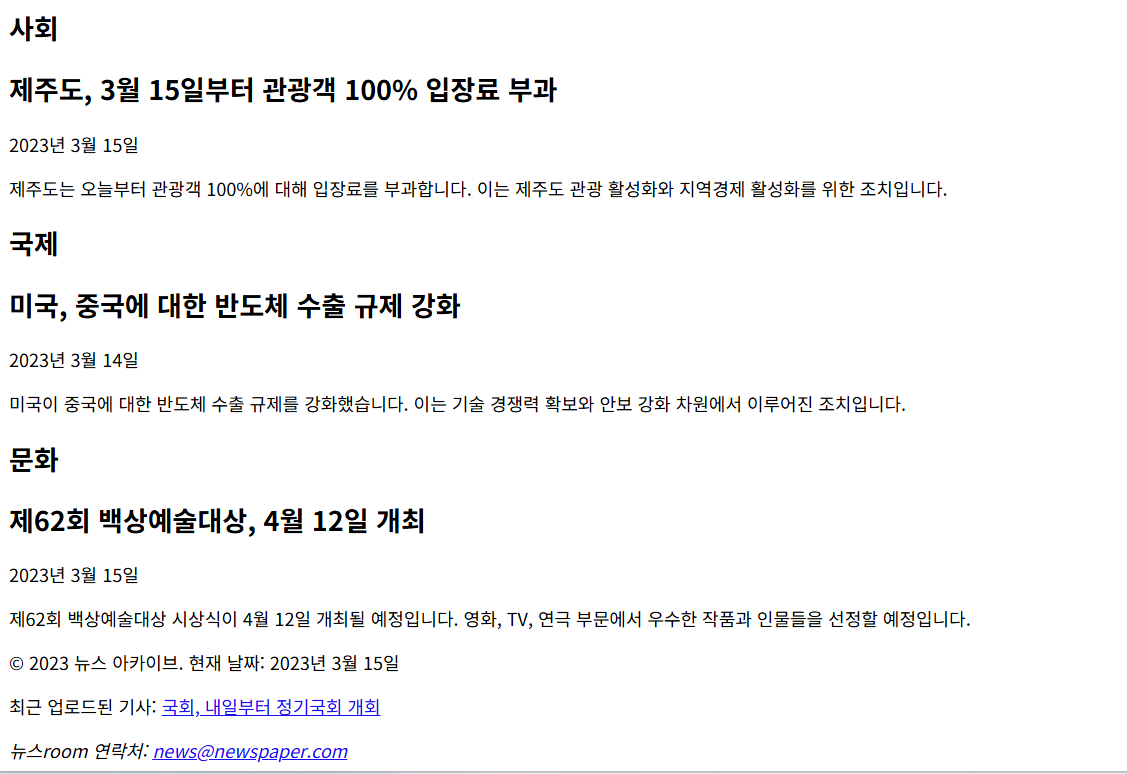 사회
제주도, 3월 15일부터 관광객 100% 입장료 부과
2023년 3월 15일
제주도는 오늘부터 관광객 100%에 대해 입장료를 부과합니다. 이는 제주도 관광 활성화와 지역경제 활성화를 위한 조치입니다.
국제
미국, 중국에 대한 반도체 수출 규제 강화
2023년 3월 14일
미국이 중국에 대한 반도체 수출 규제를 강화했습니다. 이는 기술 경쟁력 확보와 안보 강화 차원에서 이루어진 조치입니다.
문화
제62회 백상예술대상, 4월 12일 개최
2023년 3월 15일
제62회 백상예술대상 시상식이 4월 12일 개최될 예정입니다. 영화, TV, 연극 부문에서 우수한 작품과 인물들을 선정할 예정입니다.
© 2023 뉴스 아카이브. 현재 날짜: 2023년 3월 15일
최근 업로드된 기사: 국회, 내일부터 정기국회 개회
뉴스room 연락처: news@newspaper.com